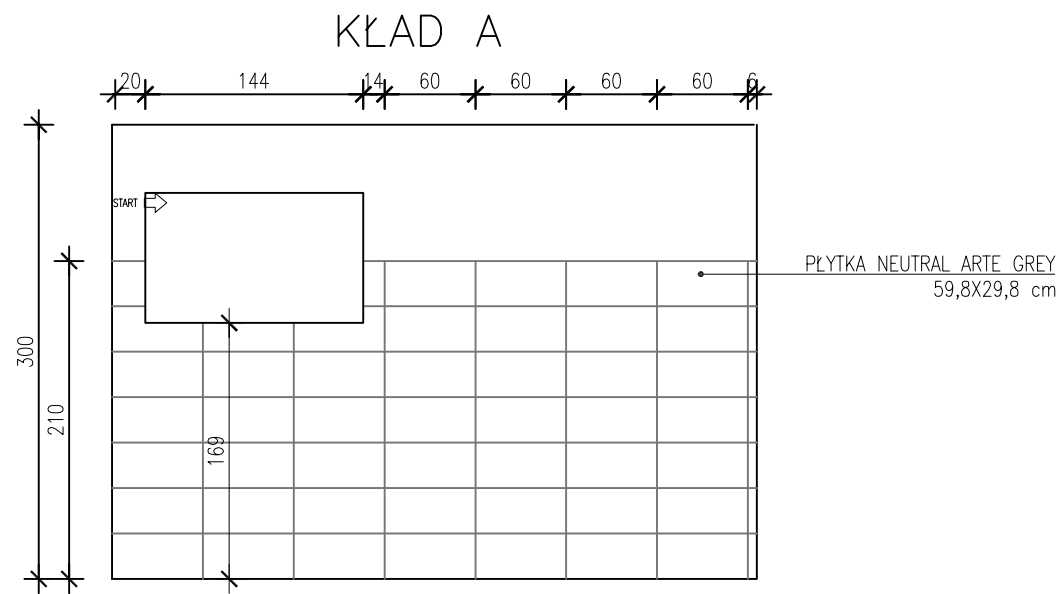 KŁAD A
20 144 14 60 60 60 60 6
START
PŁYTKA NEUTRAL ARTE GREY
59,8X29,8 cm
300
210
169